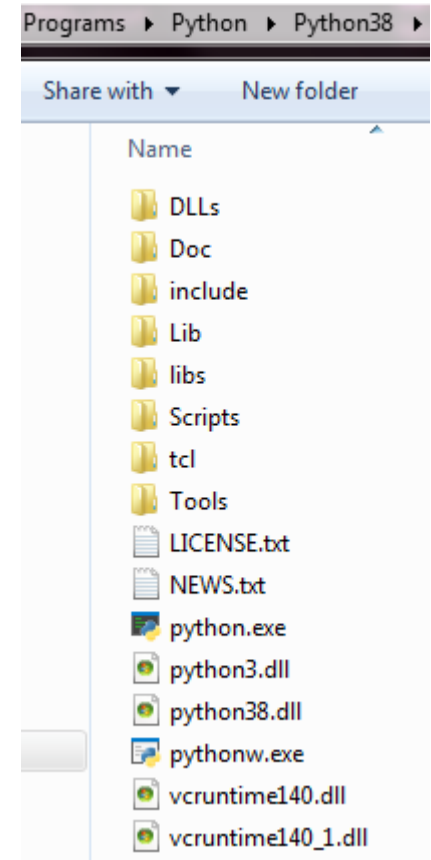 Programs ▸ Python ▸ Python38 ▸
Share with ▾ New folder
Name
DLLs
Doc
include
Lib
libs
Scripts
tcl
Tools
LICENSE.txt
NEWS.txt
python.exe
python3.dll
python38.dll
pythonw.exe
vcruntime140.dll
vcruntime140_1.dll